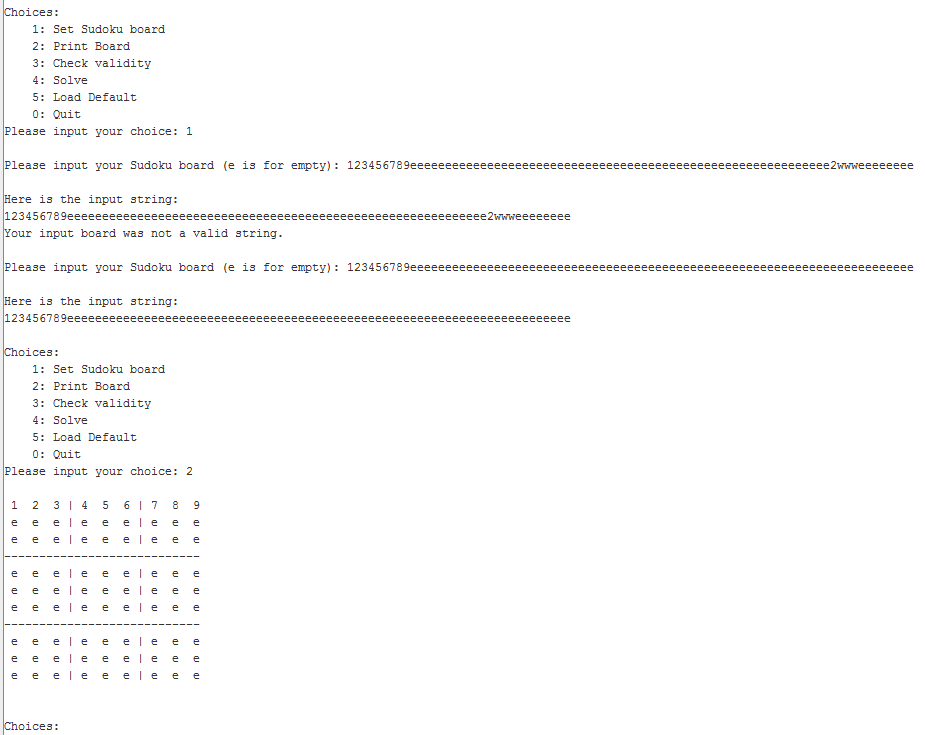 Choices:
    1: Set Sudoku board
    2: Print Board
    3: Check validity
    4: Solve
    5: Load Default
    0: Quit
Please input your choice: 1
Please input your Sudoku board (e is for empty): 123456789eeeeeeeeeeeeeeeeeeeeeeeeeeeeeeeeeeeeeeeeeeeeeeeeeeeeeeeeeeee2wwweeeeeeee
Here is the input string:
123456789eeeeeeeeeeeeeeeeeeeeeeeeeeeeeeeeeeeeeeeeeeeeeeeeeeeeeeeeeeee2wwweeeeeeee
Your input board was not a valid string.
Please input your Sudoku board (e is for empty): 123456789eeeeeeeeeeeeeeeeeeeeeeeeeeeeeeeeeeeeeeeeeeeeeeeeeeeeeeeeeeeeeeeeeeeeeeee
Here is the input string:
123456789eeeeeeeeeeeeeeeeeeeeeeeeeeeeeeeeeeeeeeeeeeeeeeeeeeeeeeeeeeeeeeeeeeeeeeee
Choices:
    1: Set Sudoku board
    2: Print Board
    3: Check validity
    4: Solve
    5: Load Default
    0: Quit
Please input your choice: 2
 1  2  3 | 4  5  6 | 7  8  9
 e  e  e | e  e  e | e  e  e
 e  e  e | e  e  e | e  e  e
----------------------------
 e  e  e | e  e  e | e  e  e
 e  e  e | e  e  e | e  e  e
 e  e  e | e  e  e | e  e  e
----------------------------
 e  e  e | e  e  e | e  e  e
 e  e  e | e  e  e | e  e  e
 e  e  e | e  e  e | e  e  e
Choices: